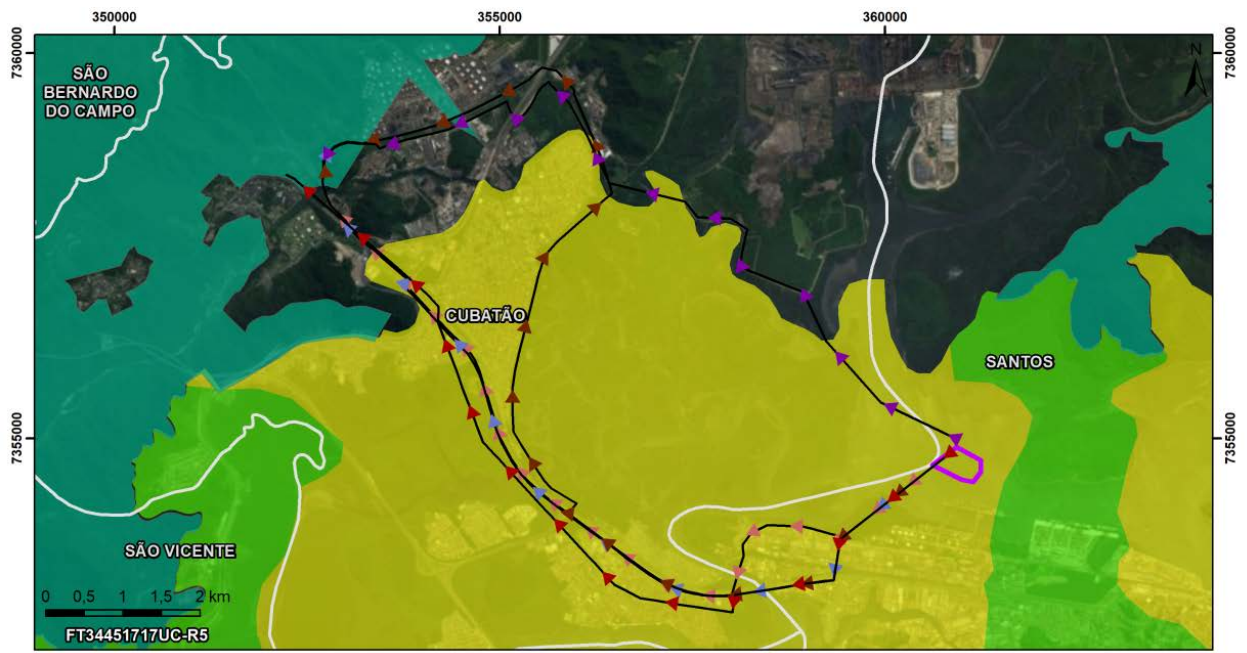 350000
355000
360000
7360000
7360000
N
SÃO
BERNARDO
DO CAMPO
CUBATÃO
SANTOS
7355000
7355000
SÃO VICENTE
0 0,5 1 1,5 2 km
FT34451717UC-R5